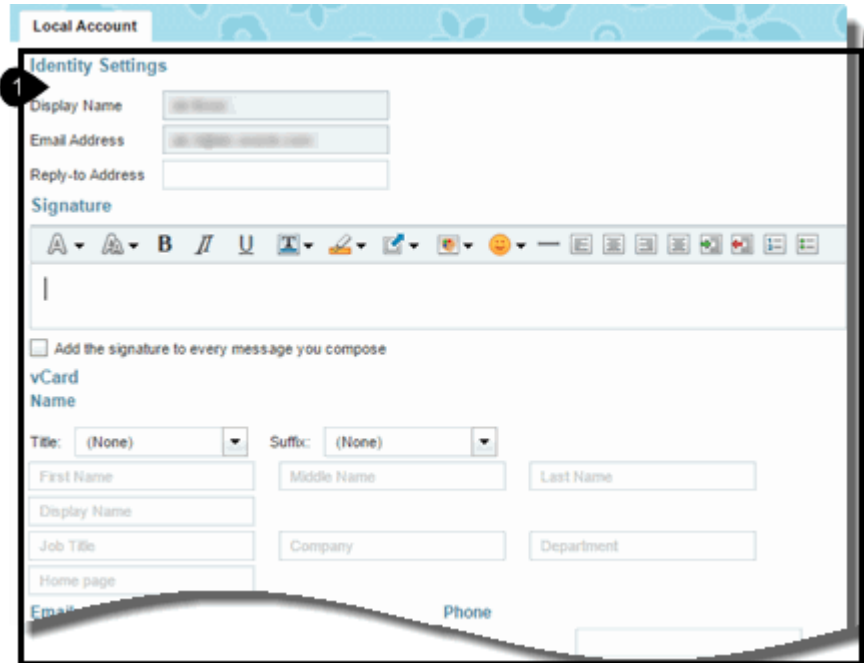 Local Account
1
Identity Settings
Display Name
Email Address
Reply-to Address
Signature
B I U T
Add the signature to every message you compose
vCard
Name
Title: (None) Suffix: (None)
First Name Middle Name Last Name
Display Name
Job Title Company Department
Home page
Email Phone